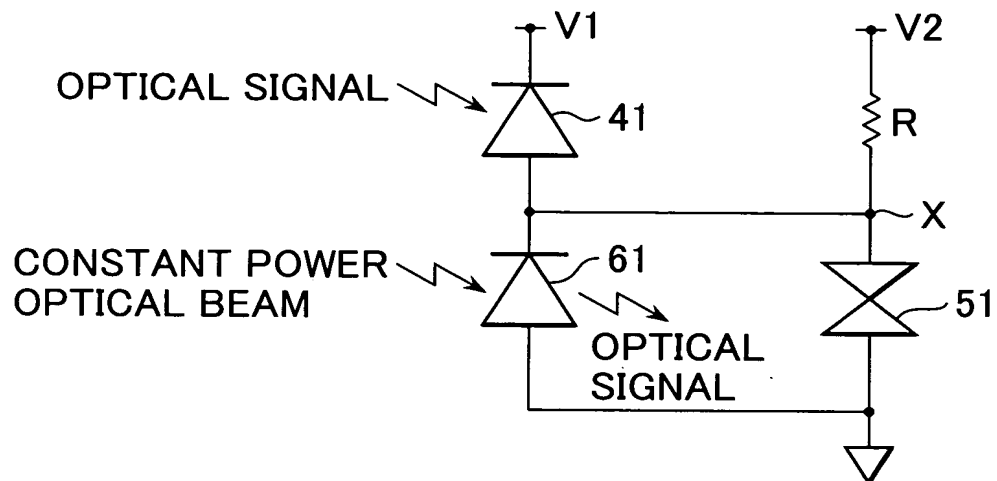 V1
V2
OPTICAL SIGNAL
41
R
X
CONSTANT POWER
OPTICAL BEAM
61
51
OPTICAL
SIGNAL